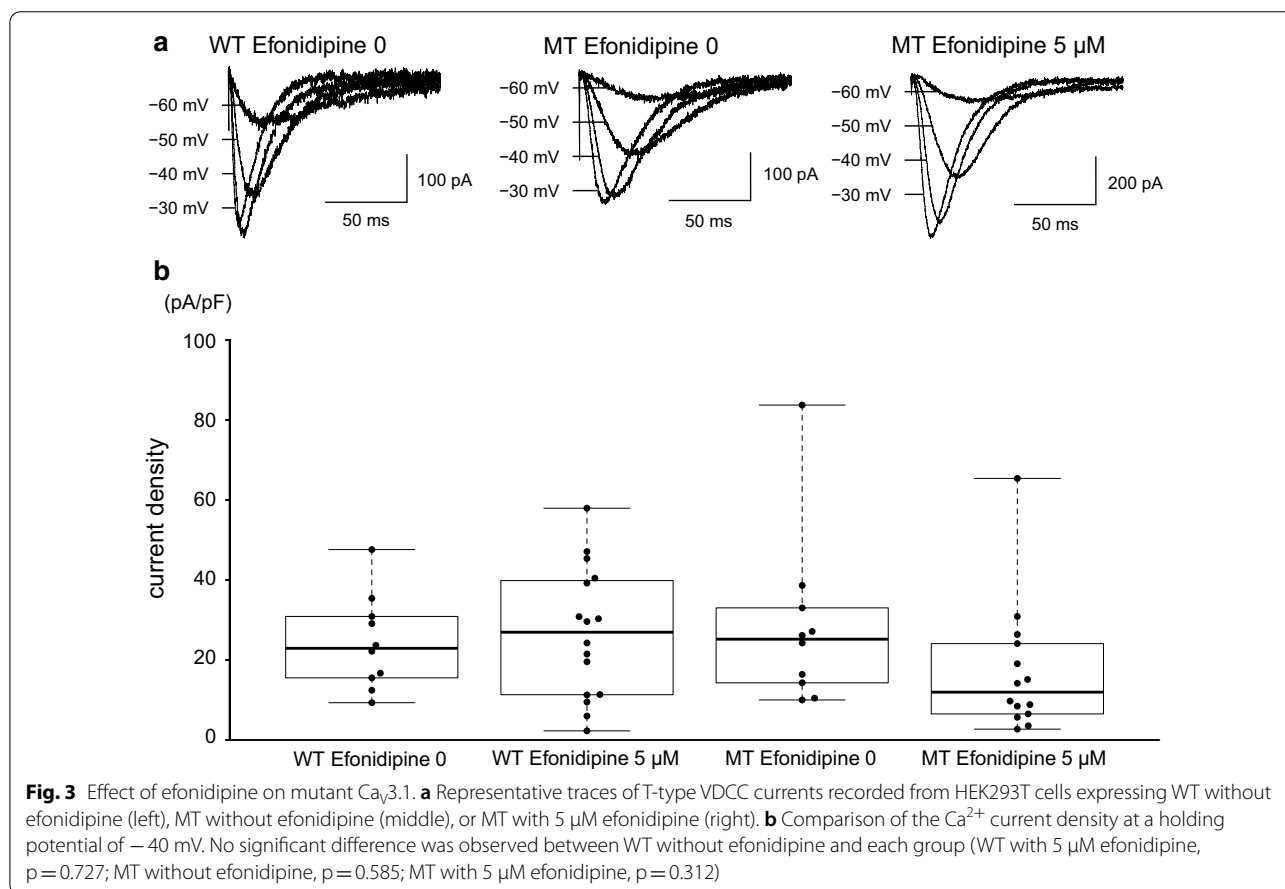 a
WT Efonidipine 0
MT Efonidipine 0
MT Efonidipine 5 μM
−60 mV
−50 mV
−40 mV
−30 mV
100 pA
50 ms
−60 mV
−50 mV
−40 mV
−30 mV
100 pA
50 ms
−60 mV
−50 mV
−40 mV
−30 mV
200 pA
50 ms
b
(pA/pF)
current density
100
80
60
40
20
0
WT Efonidipine 0
WT Efonidipine 5 μM
MT Efonidipine 0
MT Efonidipine 5 μM
Fig. 3 Effect of efonidipine on mutant CaV3.1. a Representative traces of T-type VDCC currents recorded from HEK293T cells expressing WT without
efonidipine (left), MT without efonidipine (middle), or MT with 5 μM efonidipine (right). b Comparison of the Ca2+ current density at a holding
potential of −40 mV. No significant difference was observed between WT without efonidipine and each group (WT with 5 μM efonidipine,
p=0.727; MT without efonidipine, p=0.585; MT with 5 μM efonidipine, p=0.312)